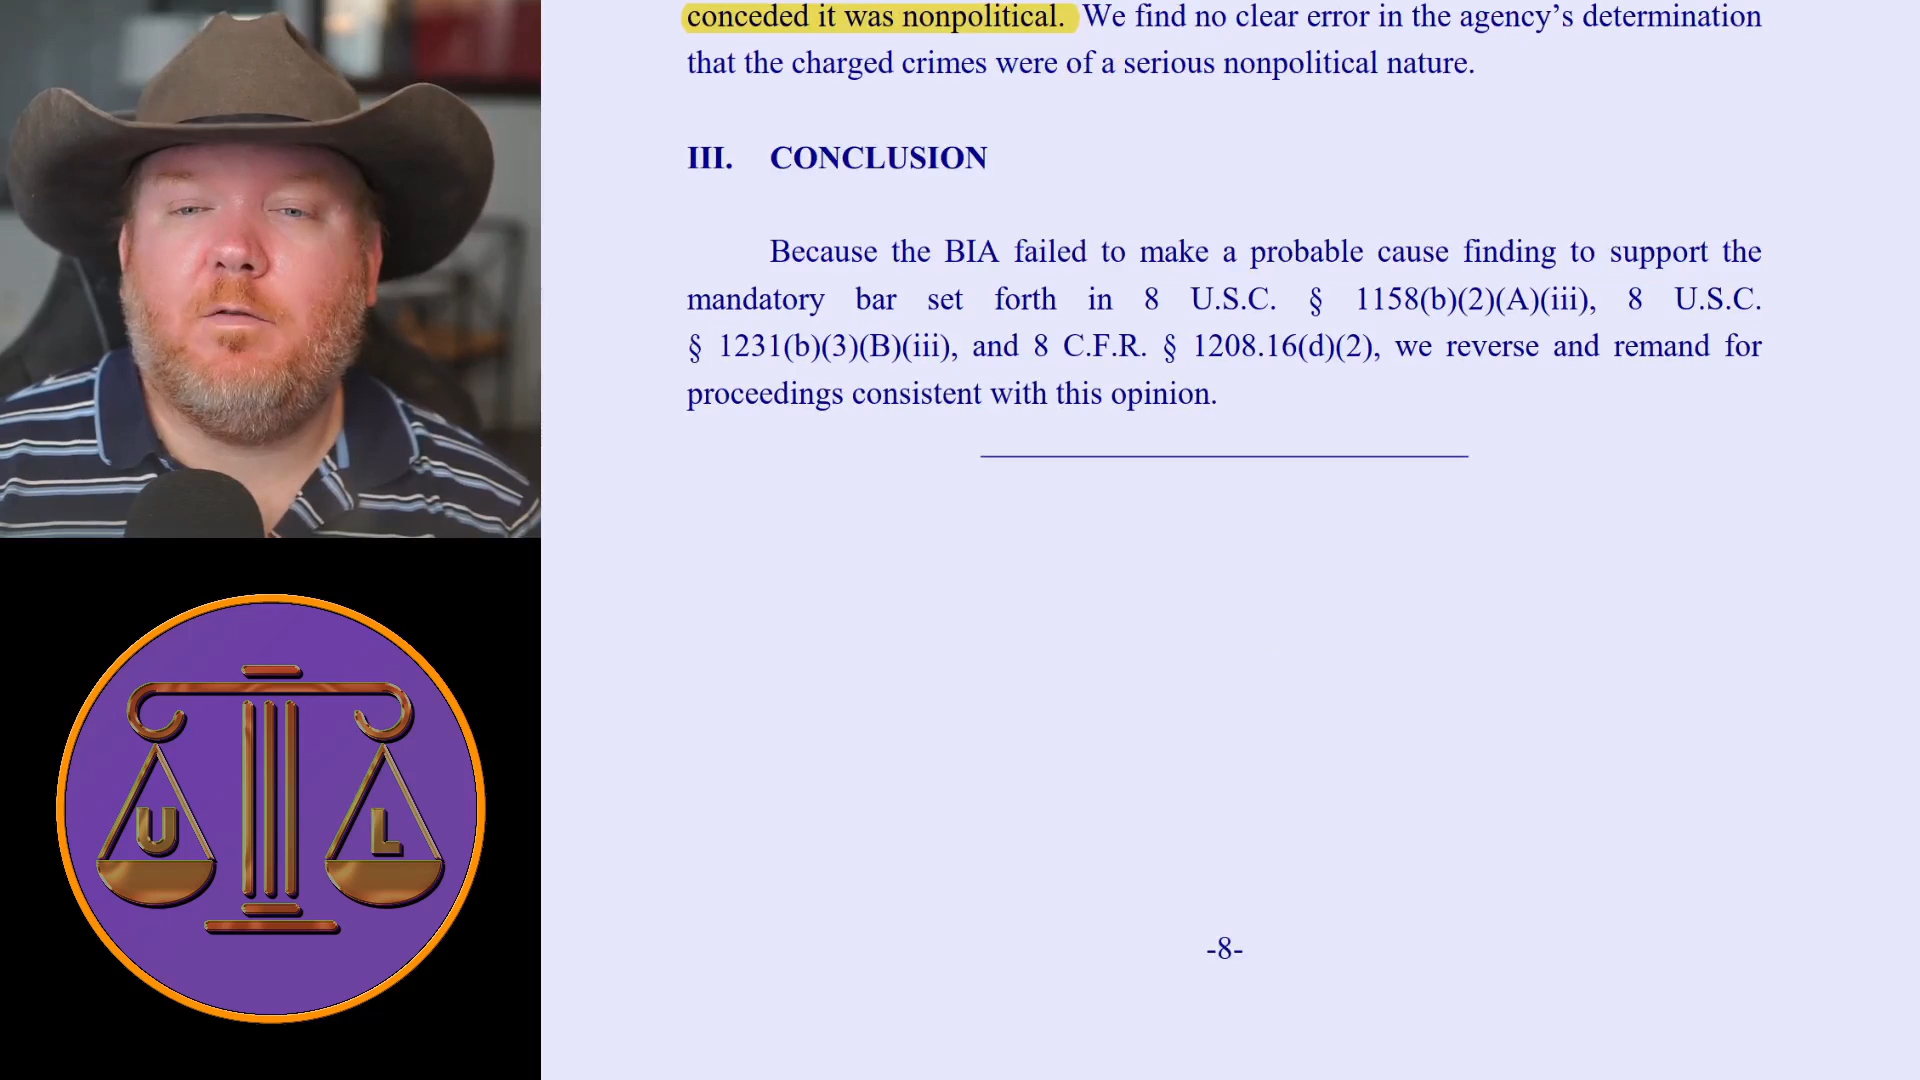 conceded it was nonpolitical. We find no clear error in the agency’s determination
that the charged crimes were of a serious nonpolitical nature.
III. CONCLUSION
Because the BIA failed to make a probable cause finding to support the
mandatory bar set forth in 8 U.S.C. § 1158(b)(2)(A)(iii), 8 U.S.C.
§ 1231(b)(3)(B)(iii), and 8 C.F.R. § 1208.16(d)(2), we reverse and remand for
proceedings consistent with this opinion.
-8-
U L